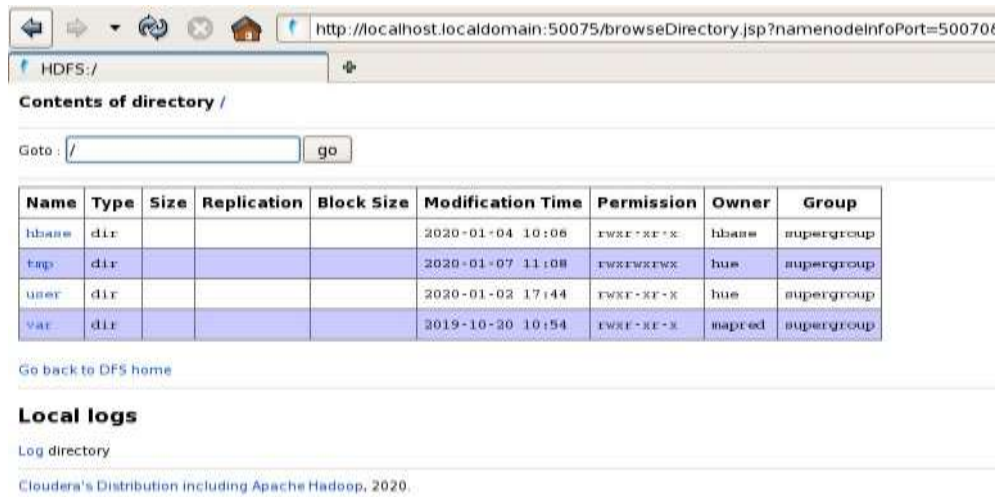 http://localhost.localdomain:50075/browseDirectory.jsp?namenodeInfoPort=50070&
HDFS:/
Contents of directory /
Goto : / go
Name Type Size Replication Block Size Modification Time Permission Owner Group
hbase dir 2020-01-04 10:06 rwxr-xr-x hbase supergroup
tmp dir 2020-01-07 11:08 rwxrwxrwx hue supergroup
user dir 2020-01-02 17:44 rwxr-xr-x hue supergroup
var dir 2019-10-20 10:54 rwxr-xr-x mapred supergroup
Go back to DFS home
Local logs
Log directory
Cloudera's Distribution including Apache Hadoop, 2020.